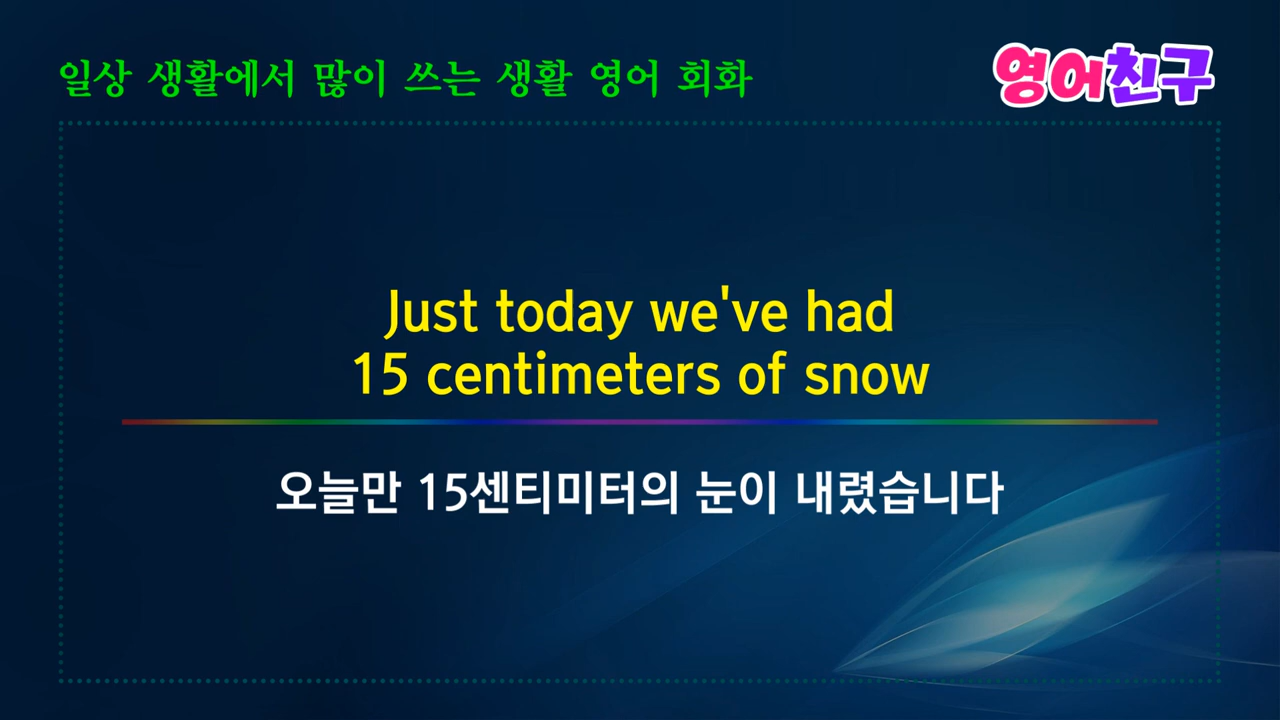 일상 생활에서 많이 쓰는 생활 영어 회화
영어친구
Just today we've had
15 centimeters of snow
오늘만 15센티미터의 눈이 내렸습니다